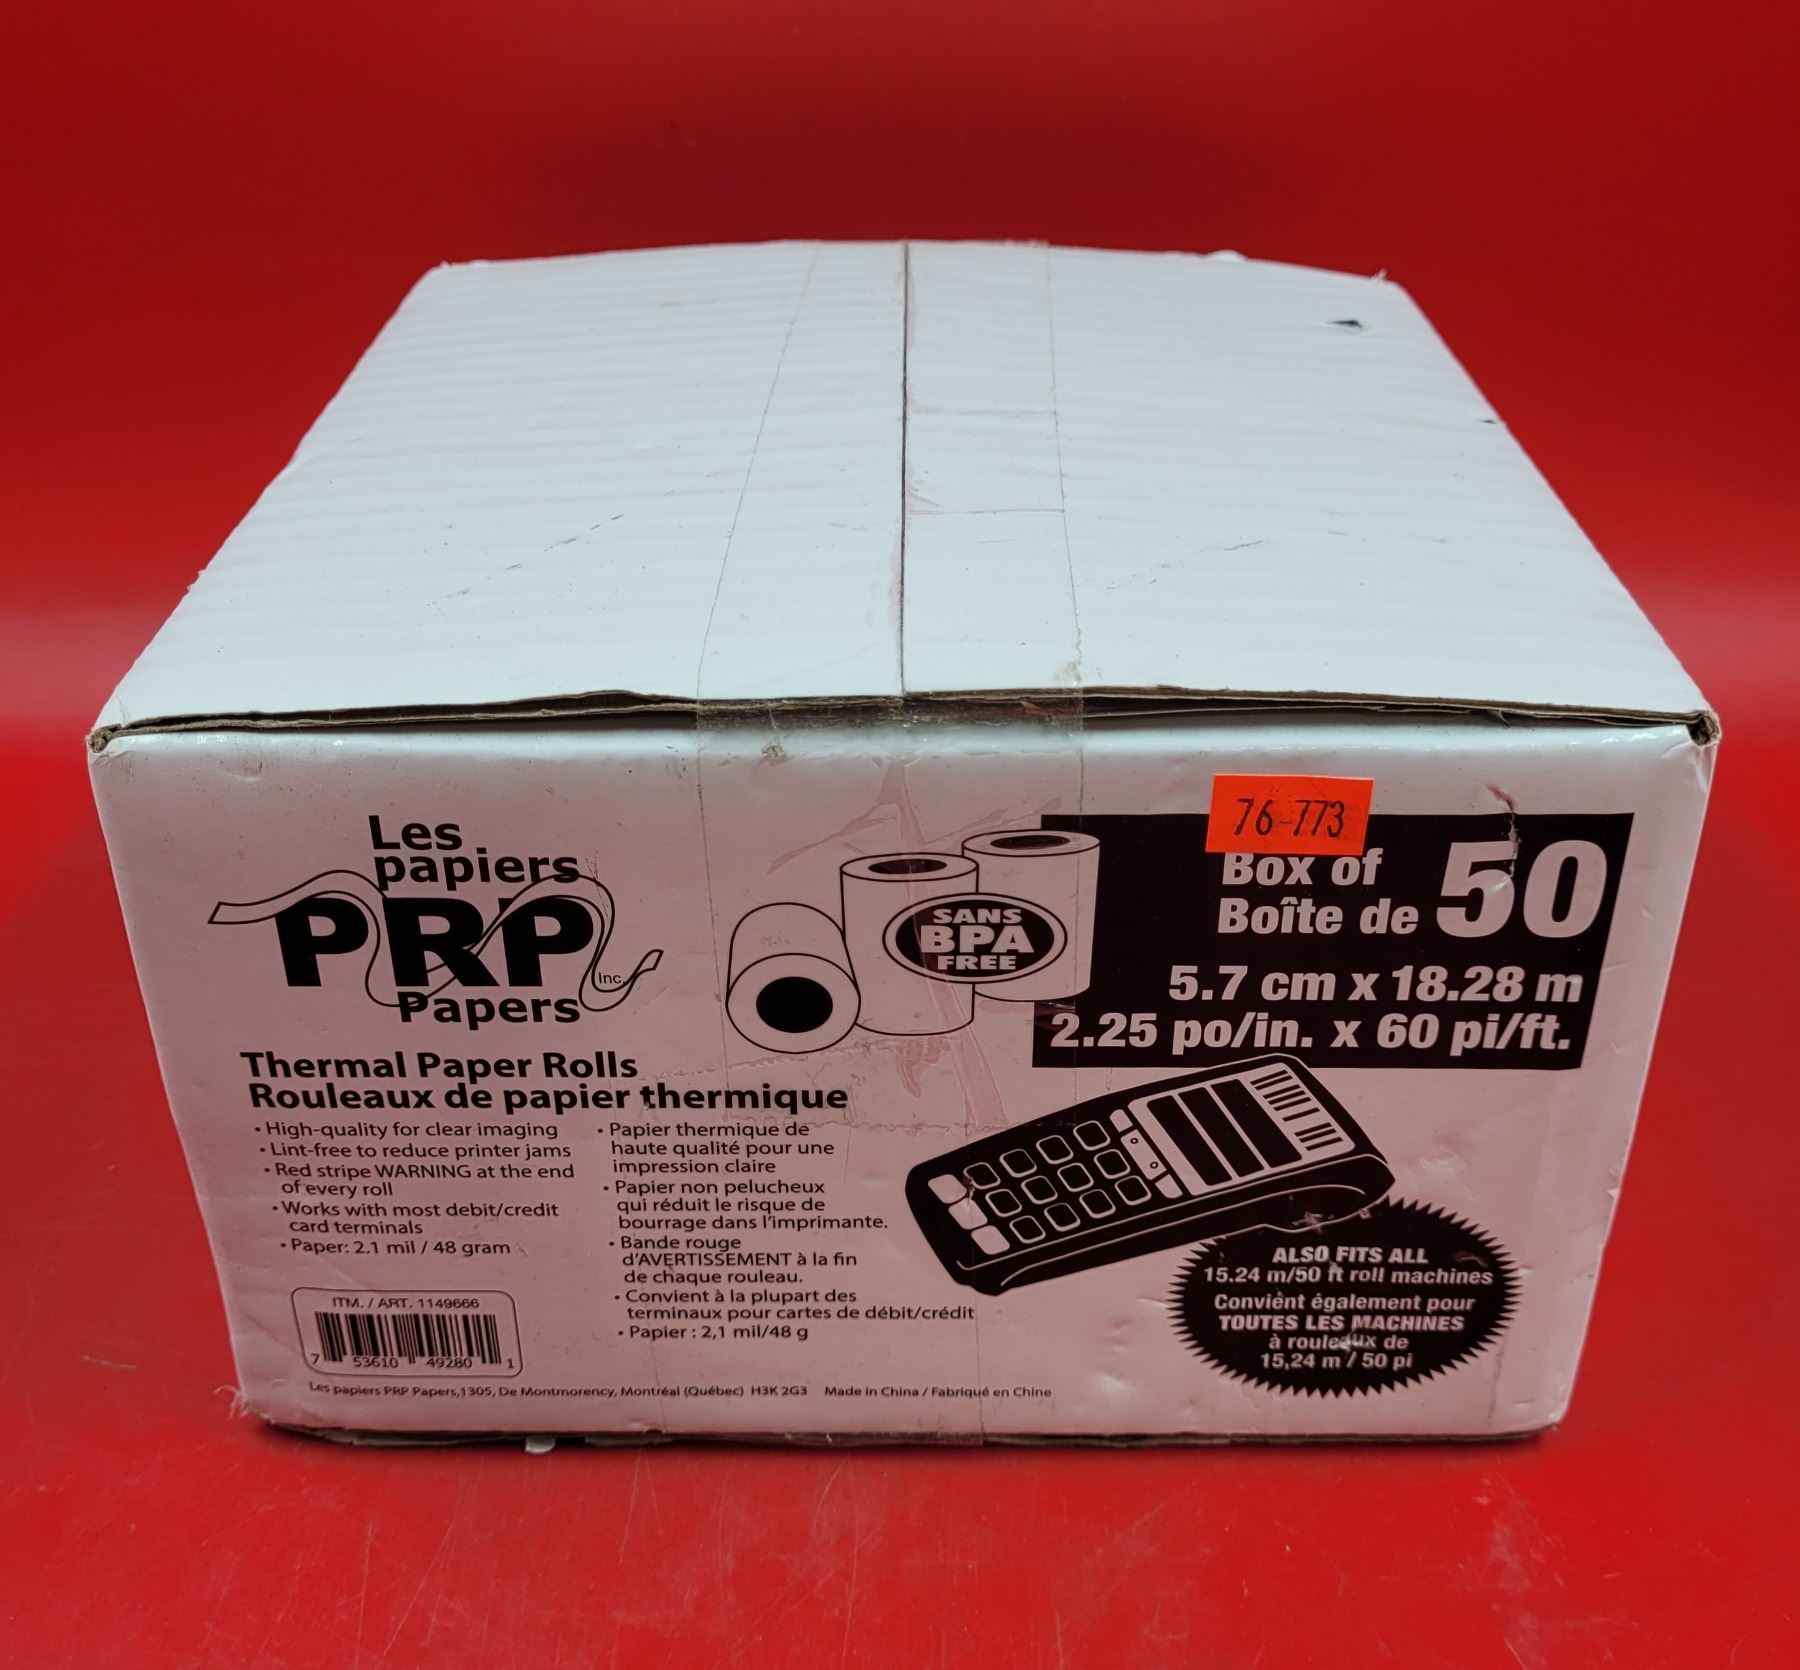 76-773
Les
papiers
PRP
Inc.
Papers
Thermal Paper Rolls
Rouleaux de papier thermique
• High-quality for clear imaging
• Lint-free to reduce printer jams
• Red stripe WARNING at the end
of every roll
• Works with most debit/credit
card terminals
• Paper: 2.1 mil / 48 gram
• Papier thermique de
haute qualité pour une
impression claire
• Papier non pelucheux
qui réduit le risque de
bourrage dans l'imprimante.
• Bande rouge
d'AVERTISSEMENT à la fin
de chaque rouleau.
• Convient à la plupart des
terminaux pour cartes de débit/crédit
• Papier : 2,1 mil/48 g
SANS
BPA
FREE
Box of
Boîte de
50
5.7 cm x 18.28 m
2.25 po/in. x 60 pi/ft.
ALSO FITS ALL
15.24 m/50 ft roll machines
Convient également pour
TOUTES LES MACHINES
à rouleaux de
15,24 m / 50 pi
ITM. / ART. 1149666
7 53610 49280 1
Les papiers PRP Papers,1305, De Montmorency, Montréal (Québec) H3K 2G3 Made in China / Fabriqué en Chine